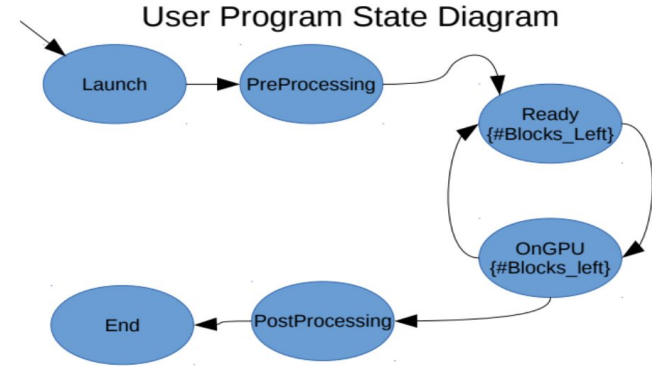 User Program State Diagram
Launch
PreProcessing
Ready
{#Blocks_Left}
OnGPU
{#Blocks_left}
PostProcessing
End